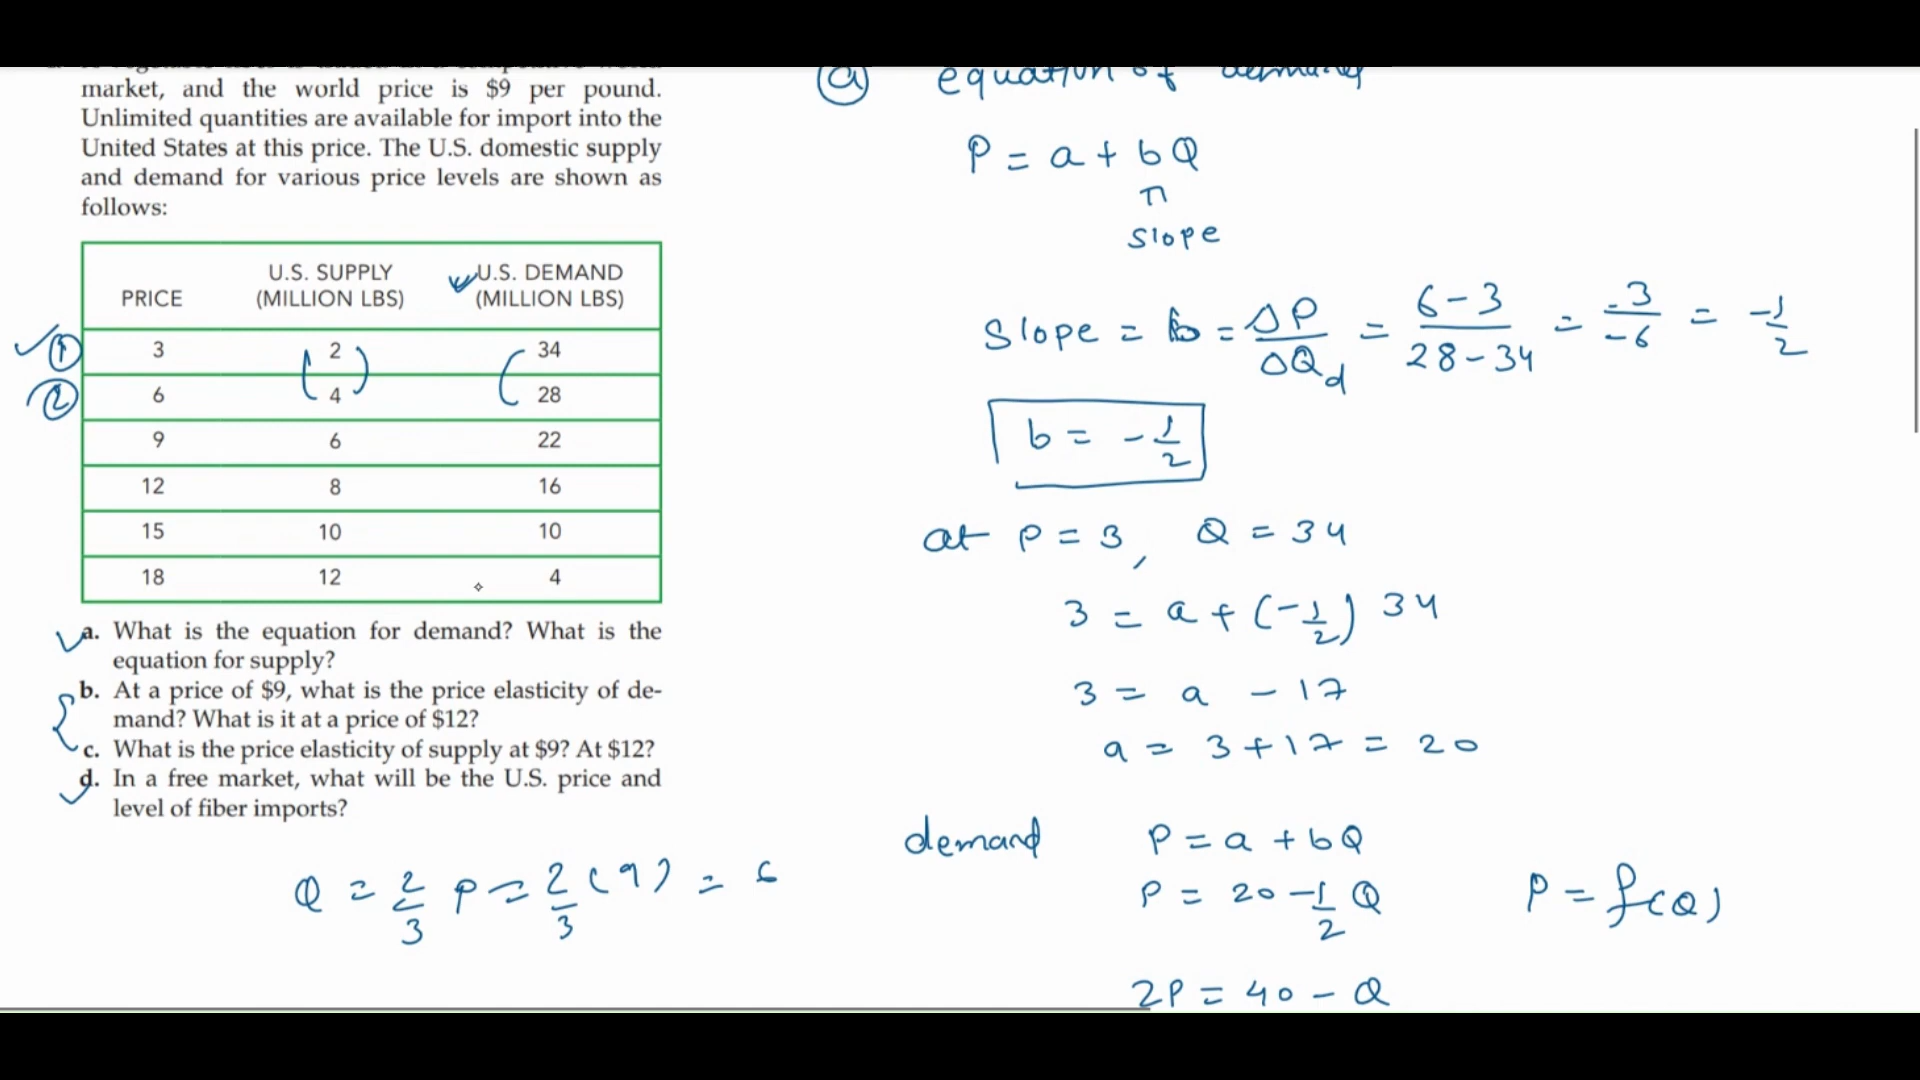 market, and the world price is $9 per pound.
Unlimited quantities are available for import into the
United States at this price. The U.S. domestic supply
and demand for various price levels are shown as
follows:
PRICE U.S. SUPPLY (MILLION LBS) U.S. DEMAND (MILLION LBS)
① 3 2 34
② 6 4 28
9 6 22
12 8 16
15 10 10
18 12 4
a. What is the equation for demand? What is the
equation for supply?
b. At a price of $9, what is the price elasticity of de-
mand? What is it at a price of $12?
c. What is the price elasticity of supply at $9? At $12?
d. In a free market, what will be the U.S. price and
level of fiber imports?
Q = 2/3 P = 2/3 (9) = 6
ⓐ equation of demand
P = a + bQ
slope
Slope = b = ΔP/ΔQd = 6-3/28-34 = -3/-6 = -1/2
b = -1/2
at P = 3, Q = 34
3 = a + (-1/2) 34
3 = a - 17
a = 3 + 17 = 20
demand P = a + bQ
P = 20 - 1/2 Q P = f(Q)
2P = 40 - Q